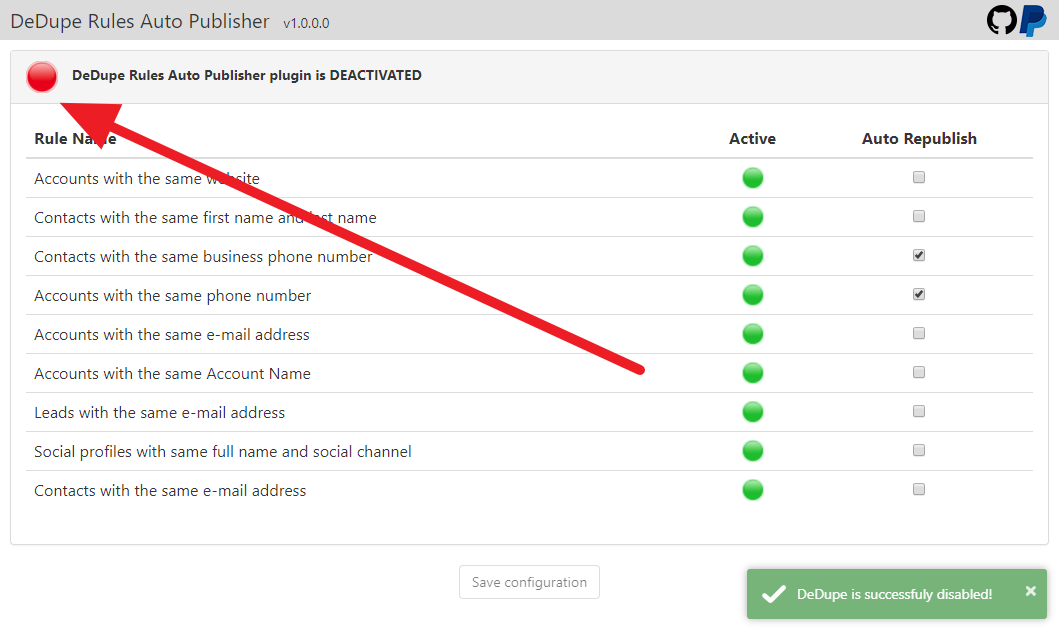 DeDupe Rules Auto Publisher v1.0.0.0
DeDupe Rules Auto Publisher plugin is DEACTIVATED
Rule Name Active Auto Republish
Accounts with the same website
Contacts with the same first name and last name
Contacts with the same business phone number
Accounts with the same phone number
Accounts with the same e-mail address
Accounts with the same Account Name
Leads with the same e-mail address
Social profiles with same full name and social channel
Contacts with the same e-mail address
Save configuration
DeDupe is successfuly disabled! ×